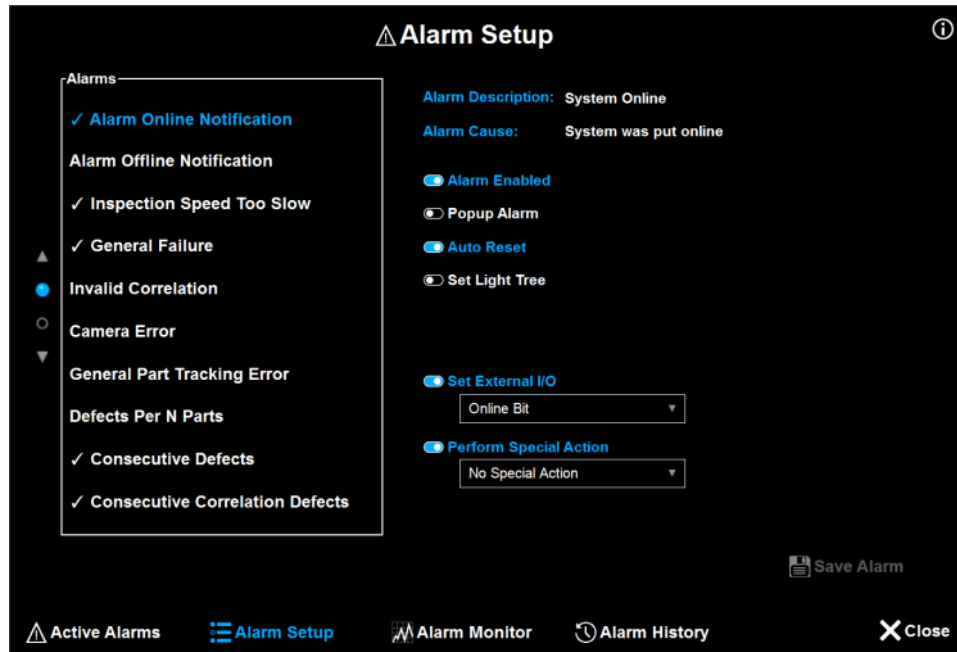 Alarm Setup
Alarms
✓ Alarm Online Notification
Alarm Offline Notification
✓ Inspection Speed Too Slow
✓ General Failure
Invalid Correlation
Camera Error
General Part Tracking Error
Defects Per N Parts
✓ Consecutive Defects
✓ Consecutive Correlation Defects
Alarm Description: System Online
Alarm Cause: System was put online
Alarm Enabled
Popup Alarm
Auto Reset
Set Light Tree
Set External I/O
Online Bit
Perform Special Action
No Special Action
Save Alarm
Active Alarms Alarm Setup Alarm Monitor Alarm History Close